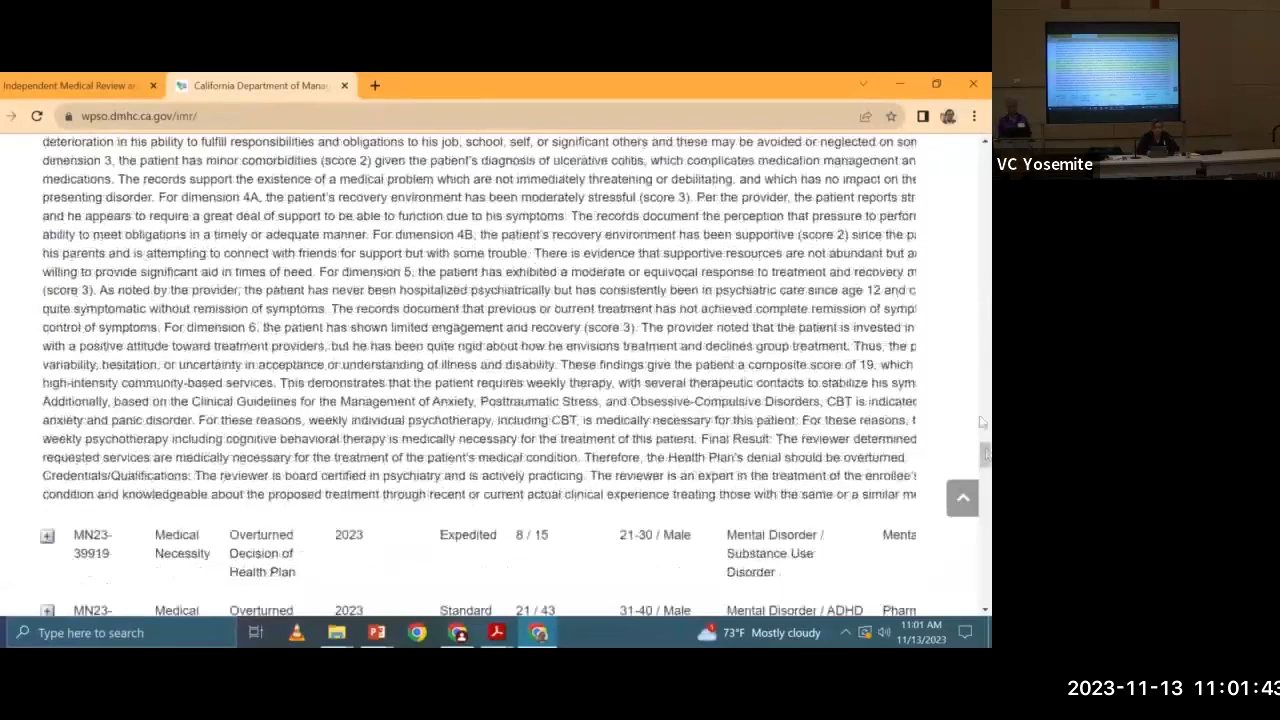 Independent Medical Review ar
California Department of Mana
wpso.dmhc.ca.gov/imr/
deterioration in his ability to fulfill responsibilities and obligations to his job, school, self, or significant others and these may be avoided or neglected on som
dimension 3, the patient has minor comorbidities (score 2) given the patient's diagnosis of ulcerative colitis, which complicates medication management an
medications. The records support the existence of a medical problem which are not immediately threatening or debilitating, and which has no impact on the
presenting disorder. For dimension 4A, the patient's recovery environment has been moderately stressful (score 3). Per the provider, the patient reports str
and he appears to require a great deal of support to be able to function due to his symptoms. The records document the perception that pressure to perfor
ability to meet obligations in a timely or adequate manner. For dimension 4B, the patient's recovery environment has been supportive (score 2) since the pa
his parents and is attempting to connect with friends for support but with some trouble. There is evidence that supportive resources are not abundant but a
willing to provide significant aid in times of need. For dimension 5, the patient has exhibited a moderate or equivocal response to treatment and recovery m
(score 3). As noted by the provider, the patient has never been hospitalized psychiatrically but has consistently been in psychiatric care since age 12 and c
quite symptomatic without remission of symptoms. The records document that previous or current treatment has not achieved complete remission of sympt
control of symptoms. For dimension 6, the patient has shown limited engagement and recovery (score 3). The provider noted that the patient is invested in
with a positive attitude toward treatment providers, but he has been quite rigid about how he envisions treatment and declines group treatment. Thus, the p
variability, hesitation, or uncertainty in acceptance or understanding of illness and disability. These findings give the patient a composite score of 19, which
high-intensity community-based services. This demonstrates that the patient requires weekly therapy, with several therapeutic contacts to stabilize his sym
Additionally, based on the Clinical Guidelines for the Management of Anxiety, Posttraumatic Stress, and Obsessive-Compulsive Disorders, CBT is indicated
anxiety and panic disorder. For these reasons, weekly individual psychotherapy, including CBT, is medically necessary for this patient. For these reasons, t
weekly psychotherapy including cognitive behavioral therapy is medically necessary for the treatment of this patient. Final Result: The reviewer determined
requested services are medically necessary for the treatment of the patient's medical condition. Therefore, the Health Plan's denial should be overturned.
Credentials/Qualifications: The reviewer is board certified in psychiatry and is actively practicing. The reviewer is an expert in the treatment of the enrollee's
condition and knowledgeable about the proposed treatment through recent or current actual clinical experience treating those with the same or a similar me
MN23- Medical Overturned 2023 Expedited 8 / 15 21-30 / Male Mental Disorder / Menta
39919 Necessity Decision of Substance Use
Health Plan Disorder
MN23- Medical Overturned 2023 Standard 21 / 43 31-40 / Male Mental Disorder / ADHD Pharm
Type here to search
73°F Mostly cloudy
11:01 AM
11/13/2023
VC Yosemite
2023-11-13 11:01:43